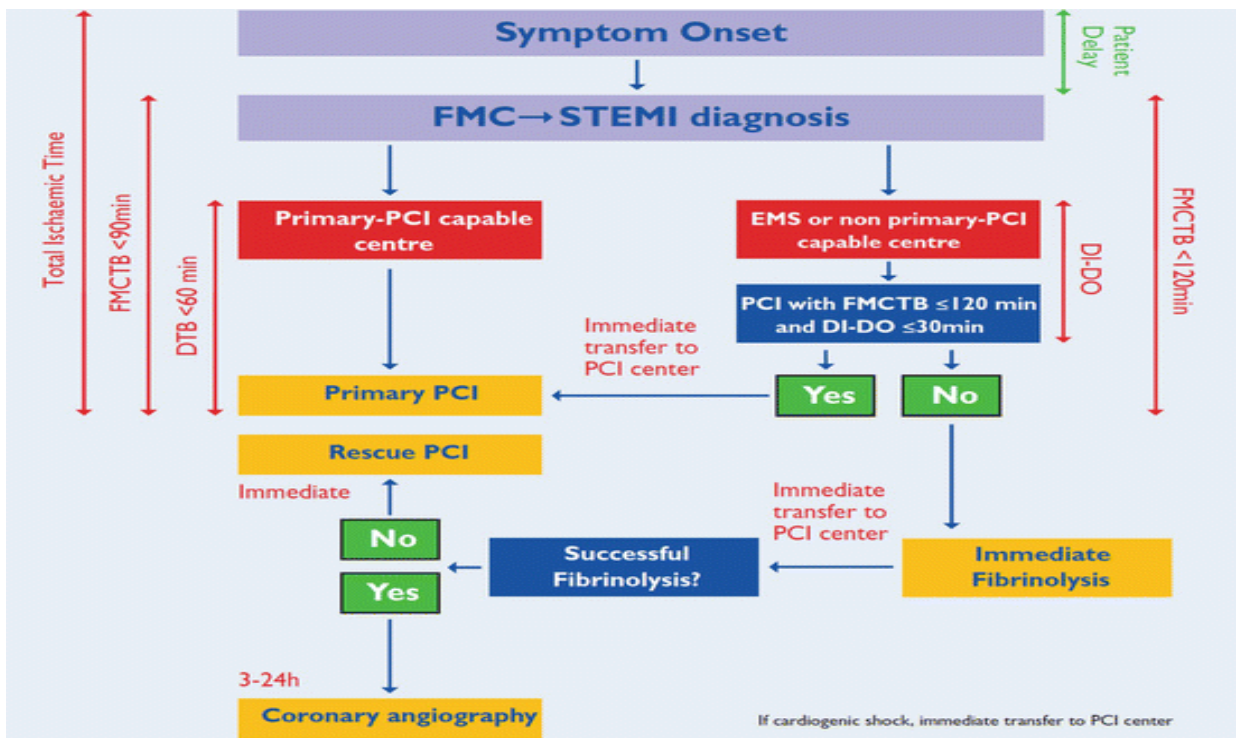 Symptom Onset
Patient
Delay
FMC→STEMI diagnosis
Total Ischaemic Time
FMCTB <90min
DTB <60 min
Primary-PCI capable
centre
EMS or non primary-PCI
capable centre
DI-DO
FMCTB <120min
PCI with FMCTB ≤120 min
and DI-DO ≤30min
Immediate
transfer to
PCI center
Primary PCI
Yes
No
Rescue PCI
Immediate
No
Yes
Successful
Fibrinolysis?
Immediate
transfer to
PCI center
Immediate
Fibrinolysis
3-24h
Coronary angiography
If cardiogenic shock, immediate transfer to PCI center